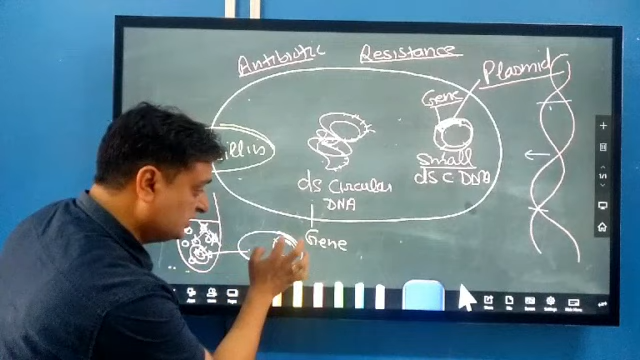 Antibiotic Resistance
Plasmid
Gene
Small
ds C DNA
ds Circular
DNA
Gene